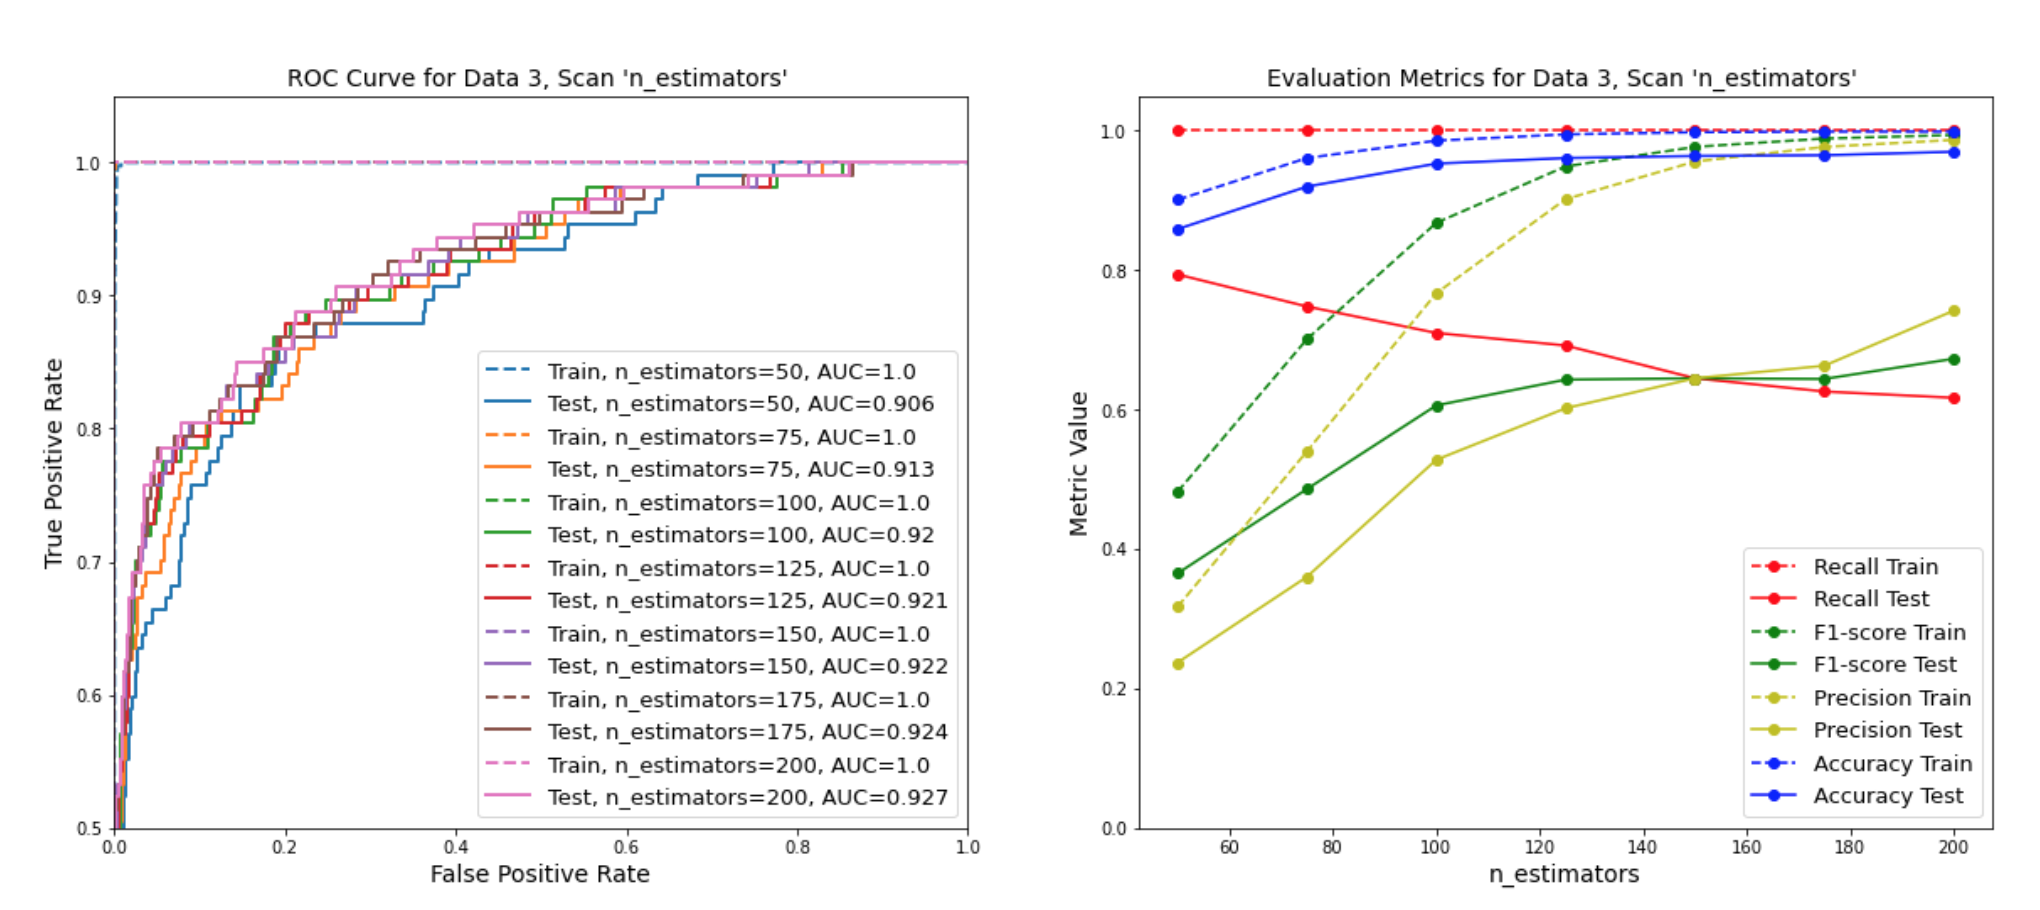 ROC Curve for Data 3, Scan 'n_estimators'
True Positive Rate
1.0
0.9
0.8
0.7
0.6
0.5
Train, n_estimators=50, AUC=1.0
Test, n_estimators=50, AUC=0.906
Train, n_estimators=75, AUC=1.0
Test, n_estimators=75, AUC=0.913
Train, n_estimators=100, AUC=1.0
Test, n_estimators=100, AUC=0.92
Train, n_estimators=125, AUC=1.0
Test, n_estimators=125, AUC=0.921
Train, n_estimators=150, AUC=1.0
Test, n_estimators=150, AUC=0.922
Train, n_estimators=175, AUC=1.0
Test, n_estimators=175, AUC=0.924
Train, n_estimators=200, AUC=1.0
Test, n_estimators=200, AUC=0.927
0.0 0.2 0.4 0.6 0.8 1.0
False Positive Rate
Evaluation Metrics for Data 3, Scan 'n_estimators'
Metric Value
1.0
0.8
0.6
0.4
0.2
0.0
Recall Train
Recall Test
F1-score Train
F1-score Test
Precision Train
Precision Test
Accuracy Train
Accuracy Test
60 80 100 120 140 160 180 200
n_estimators